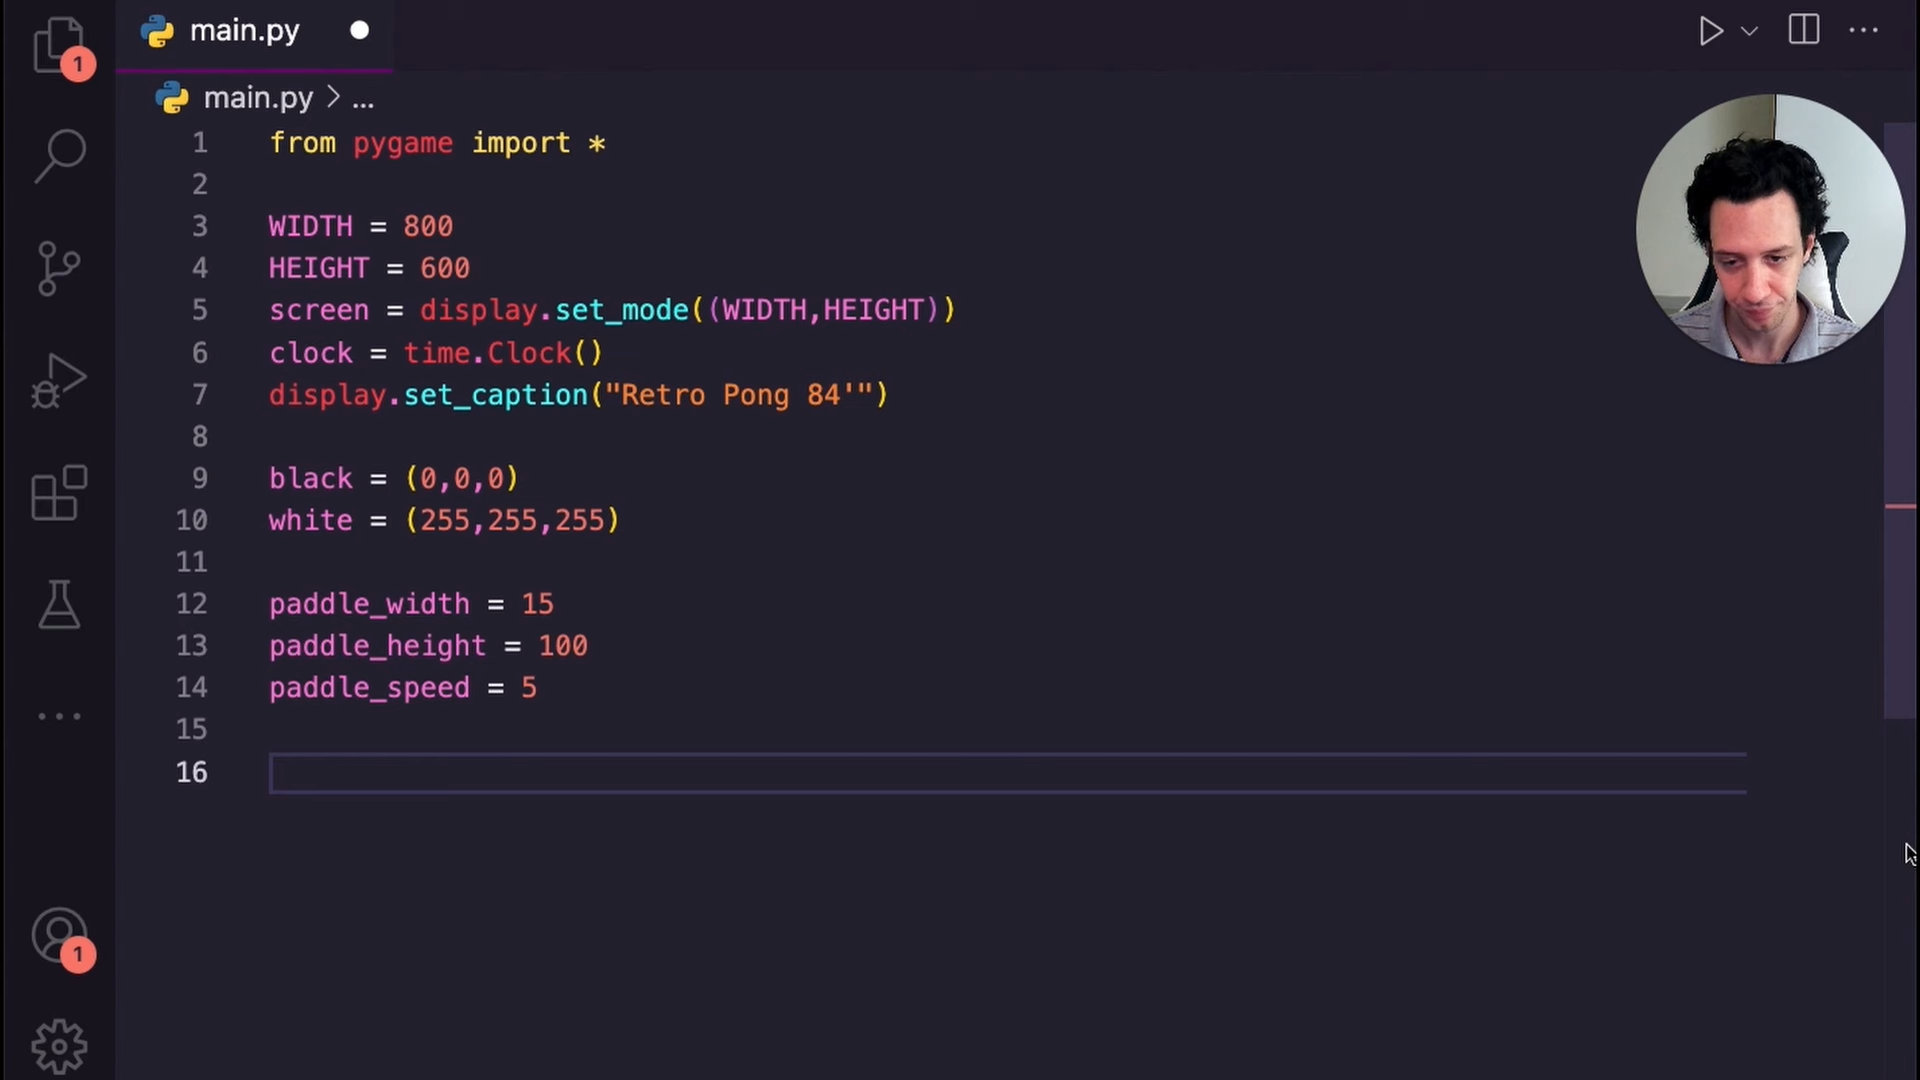 main.py
main.py > ...
1 from pygame import *
2
3 WIDTH = 800
4 HEIGHT = 600
5 screen = display.set_mode((WIDTH,HEIGHT))
6 clock = time.Clock()
7 display.set_caption("Retro Pong 84'")
8
9 black = (0,0,0)
10 white = (255,255,255)
11
12 paddle_width = 15
13 paddle_height = 100
14 paddle_speed = 5
15
16
1
1